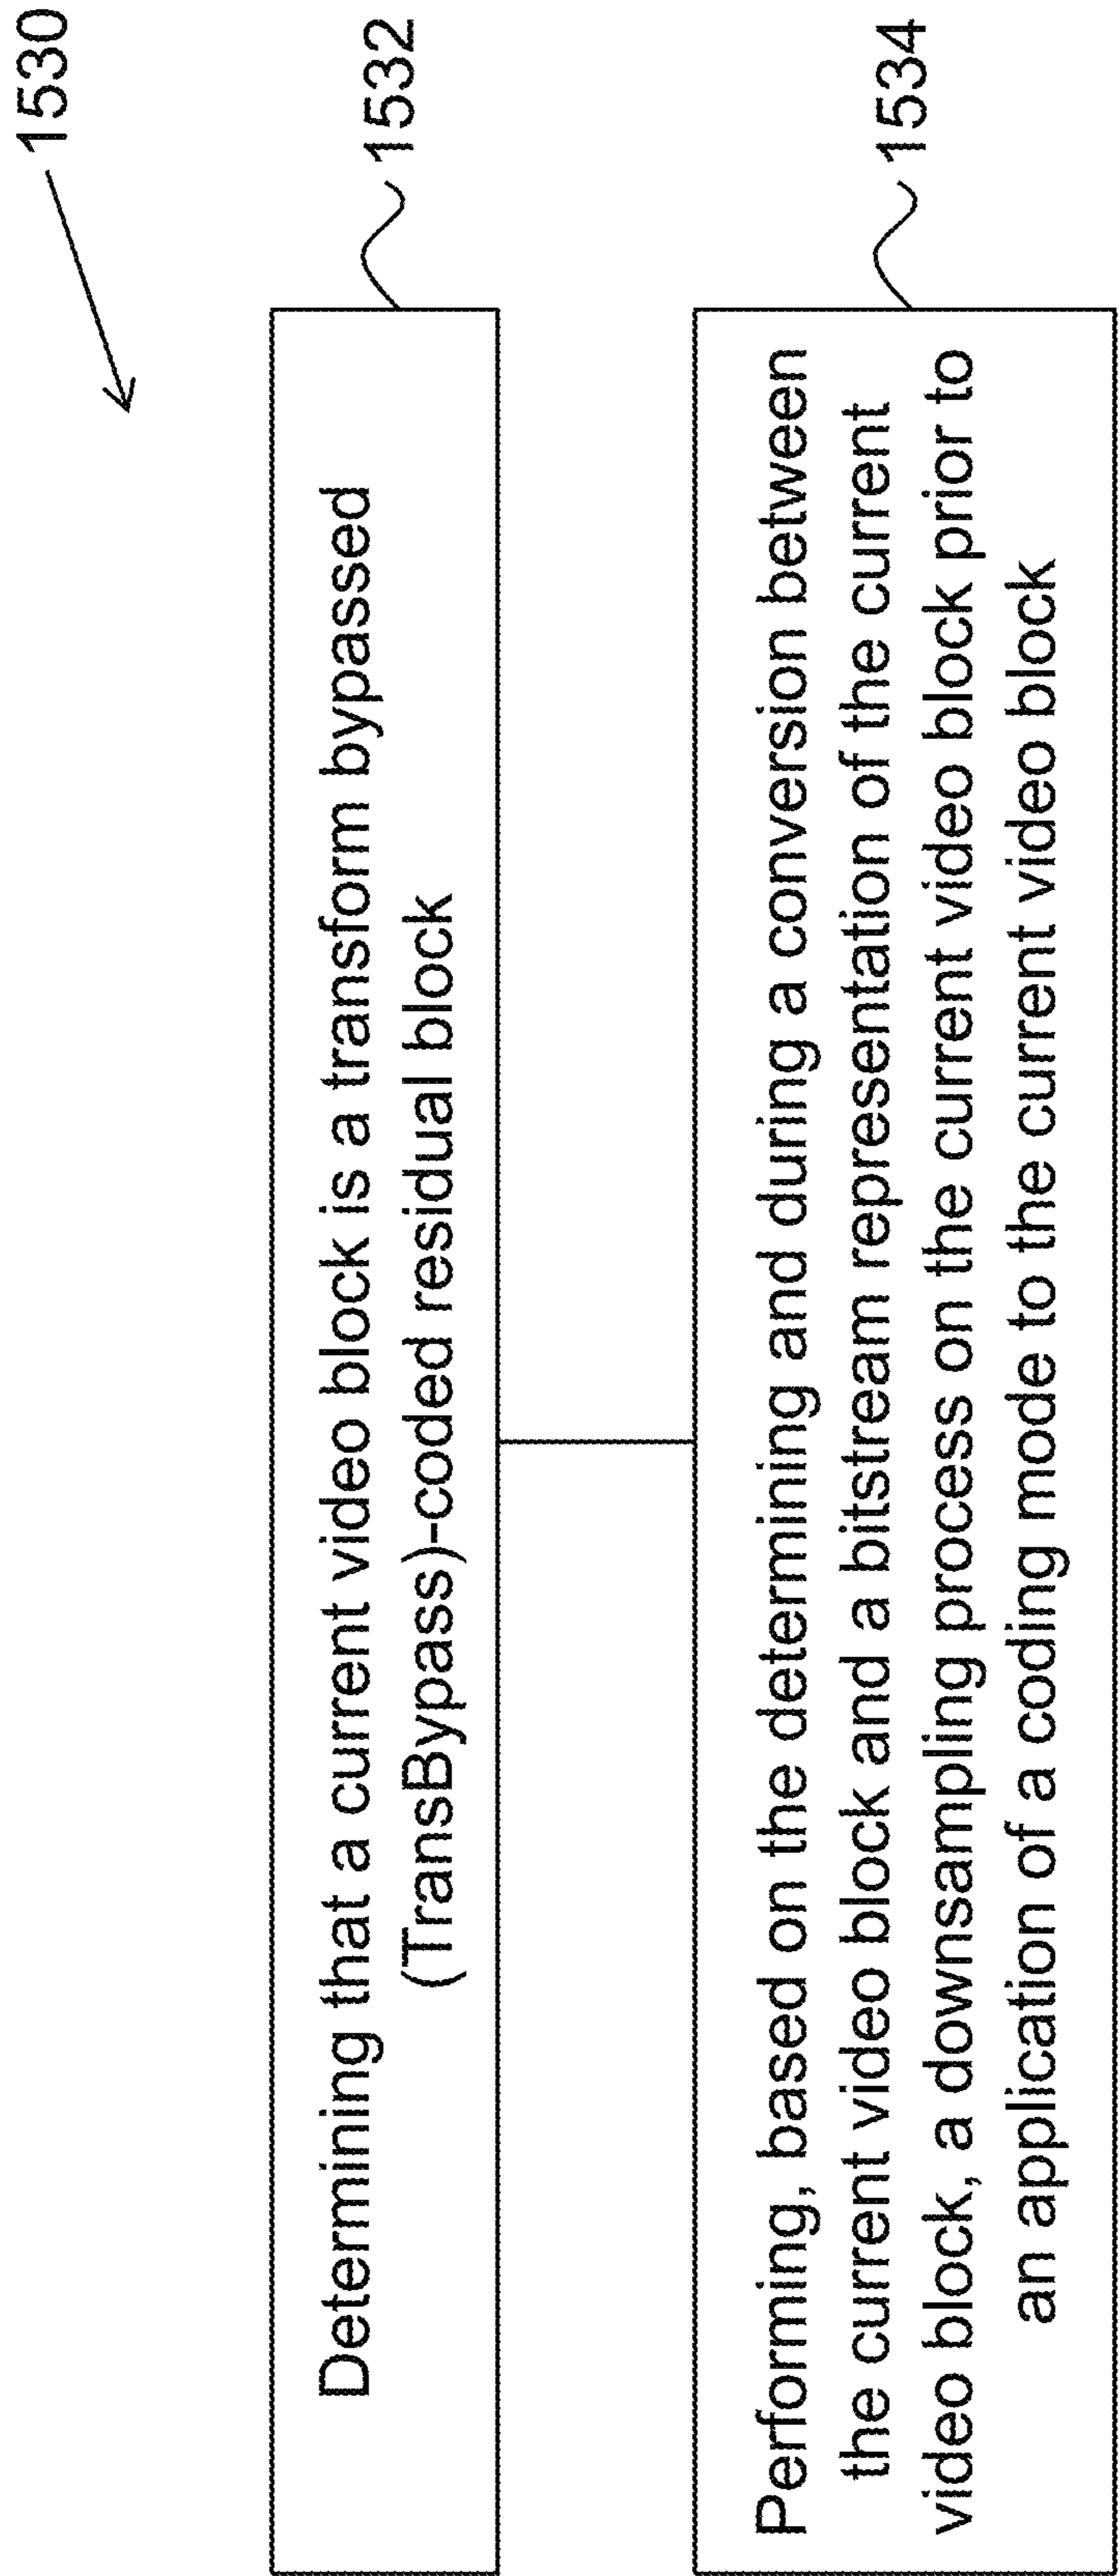 1530
Determining that a current video block is a transform bypassed
(TransBypass)-coded residual block
1532
Performing, based on the determining and during a conversion between
the current video block and a bitstream representation of the current
video block, a downsampling process on the current video block prior to
an application of a coding mode to the current video block
1534